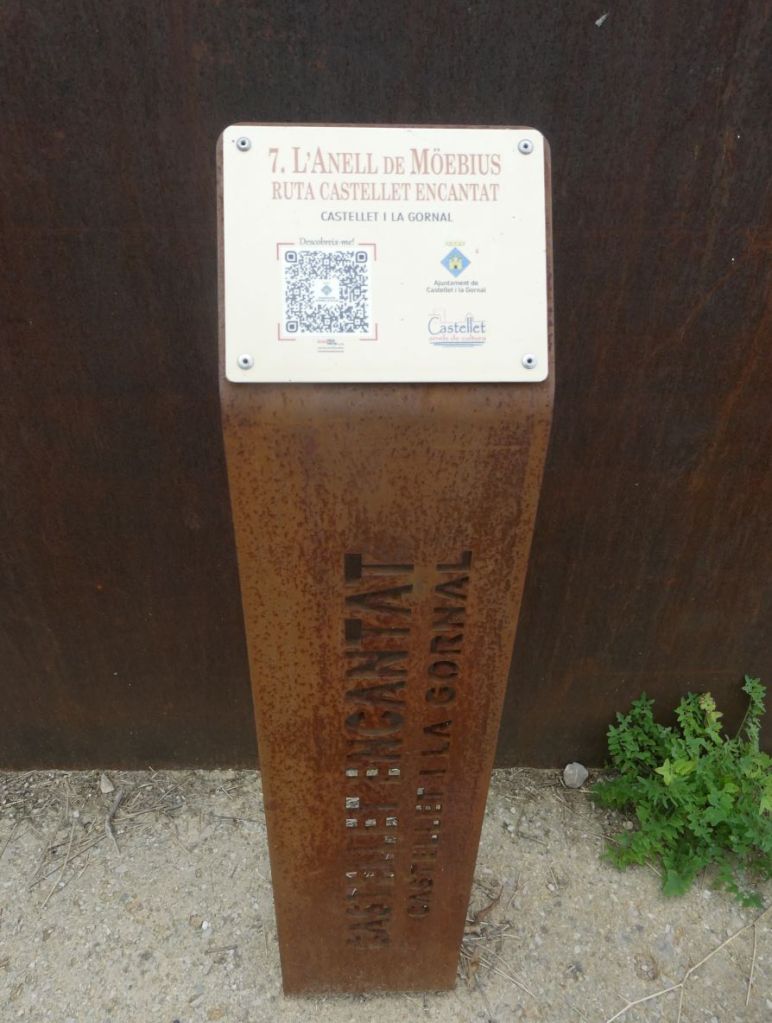 7. L'ANELL DE MÖEBIUS
RUTA CASTELLET ENCANTAT
CASTELLET I LA GORNAL
Descobreix-me!
Ajuntament de
Castellet i la Gornal
Castellet
CASTELLET ENCANTAT
CASTELLET I LA GORNAL